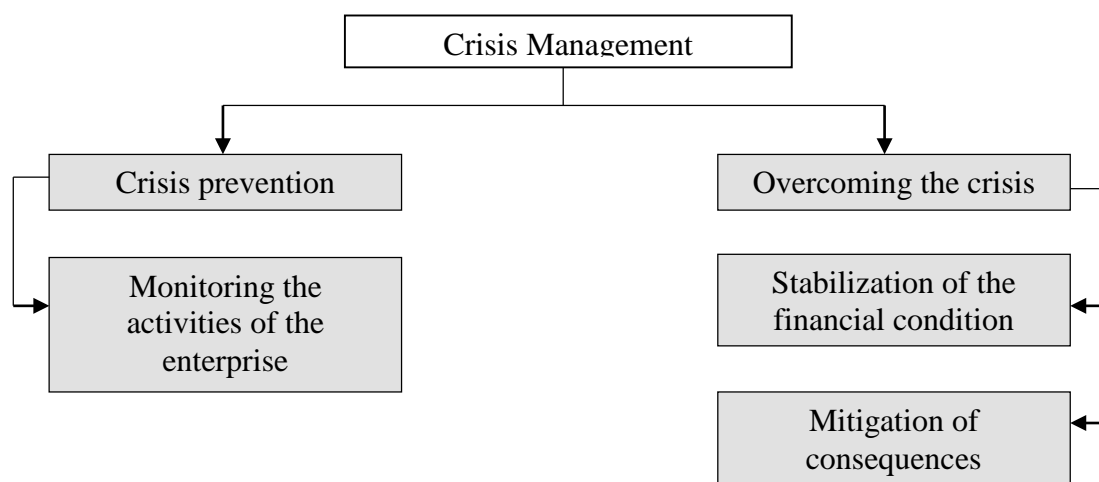 Crisis Management
Crisis prevention
Overcoming the crisis
Monitoring the
activities of the
enterprise
Stabilization of the
financial condition
Mitigation of
consequences